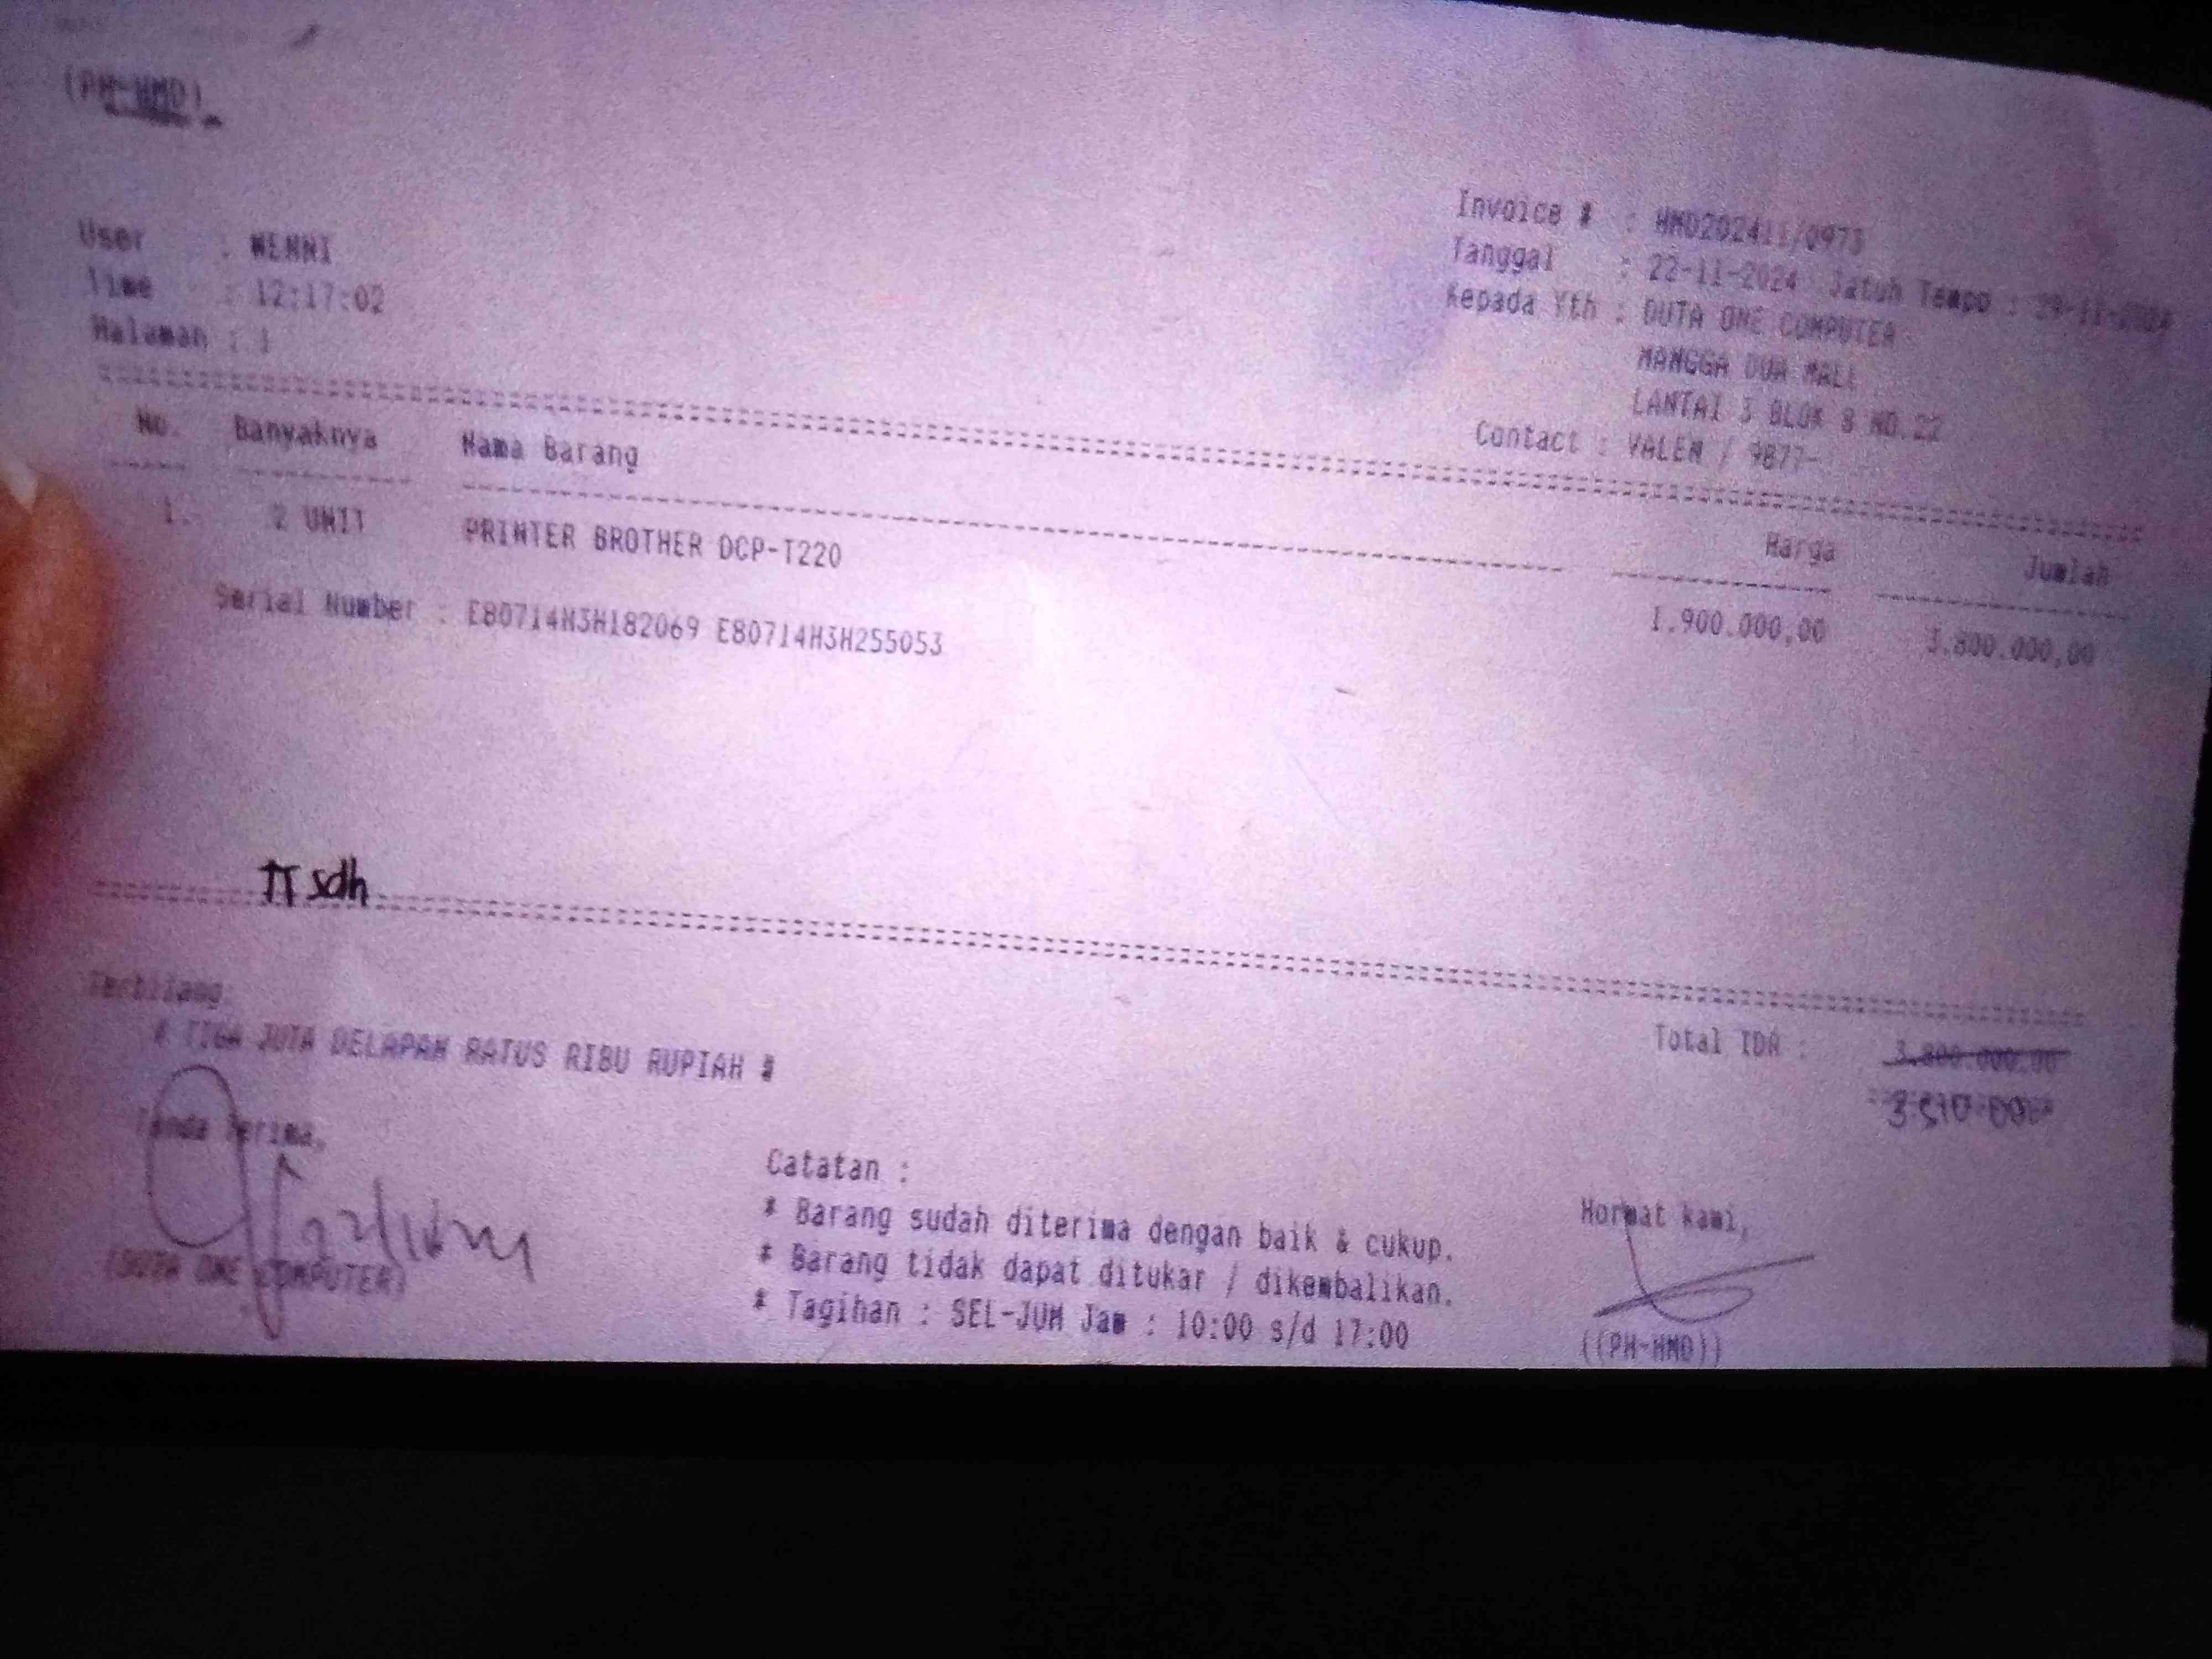 (PH-HMD)
User : WENNI
Time : 12:17:02
Halaman : 1
Invoice # : HMD202411/0973
Tanggal : 22-11-2024 Jatuh Tempo : 29-11-2024
Kepada Yth : DUTA ONE COMPUTER
MANGGA DUA MALL
LANTAI 3 BLOK B NO.22
Contact : VALEN / 9877-
No. Banyaknya Nama Barang Harga Jumlah
1. 2 UNIT PRINTER BROTHER DCP-T220 1.900.000,00 3.800.000,00
Serial Number : E80714H3H182069 E80714H3H255053
TT sdh
Terbilang:
# TIGA JUTA DELAPAN RATUS RIBU RUPIAH #
Total IDR : 3.800.000,00
Tanda Terima,
(DUTA ONE COMPUTER)
Catatan :
* Barang sudah diterima dengan baik & cukup.
* Barang tidak dapat ditukar / dikembalikan.
* Tagihan : SEL-JUM Jam : 10:00 s/d 17:00
Hormat kami,
((PH-HMD))